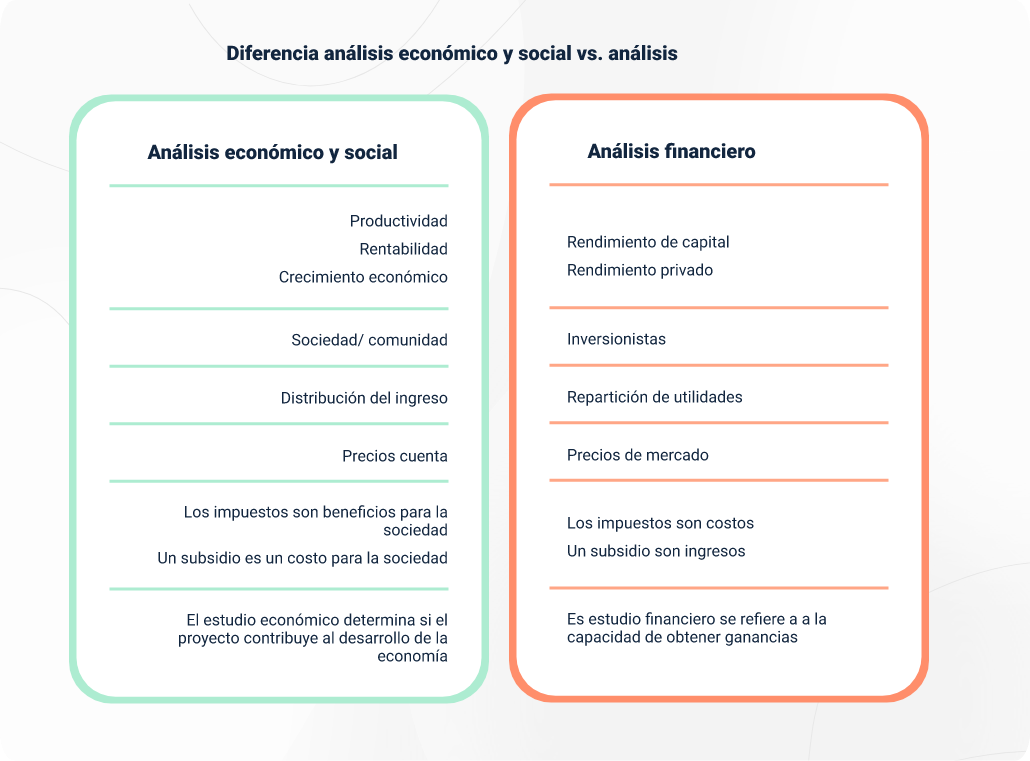 Diferencia análisis económico y social vs. análisis
Análisis económico y social
Productividad
Rentabilidad
Crecimiento económico
Sociedad/ comunidad
Distribución del ingreso
Precios cuenta
Los impuestos son beneficios para la
sociedad
Un subsidio es un costo para la sociedad
El estudio económico determina si el
proyecto contribuye al desarrollo de la
economía
Análisis financiero
Rendimiento de capital
Rendimiento privado
Inversionistas
Repartición de utilidades
Precios de mercado
Los impuestos son costos
Un subsidio son ingresos
Es estudio financiero se refiere a a la
capacidad de obtener ganancias